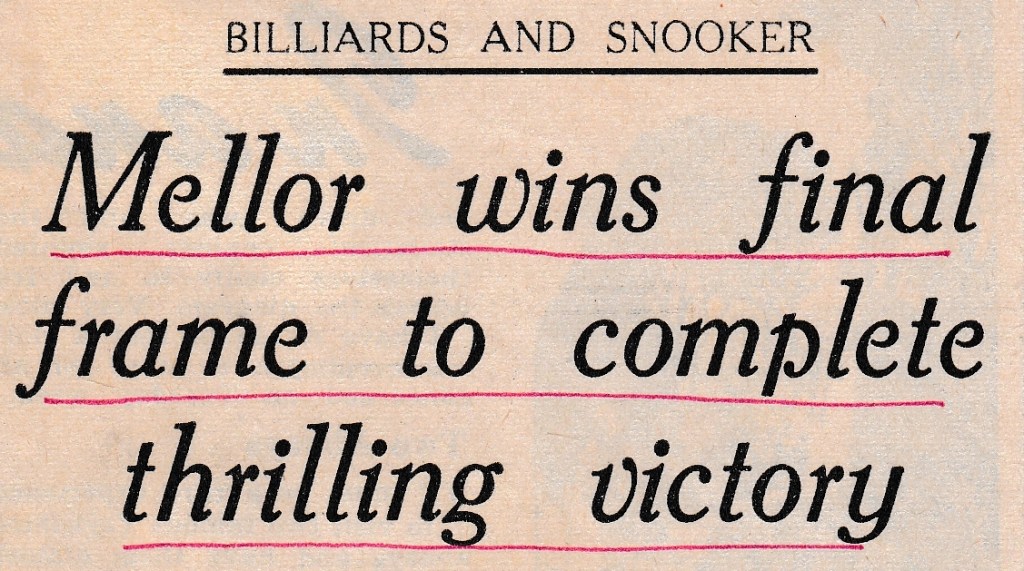 BILLIARDS AND SNOOKER
Mellor wins final
frame to complete
thrilling victory